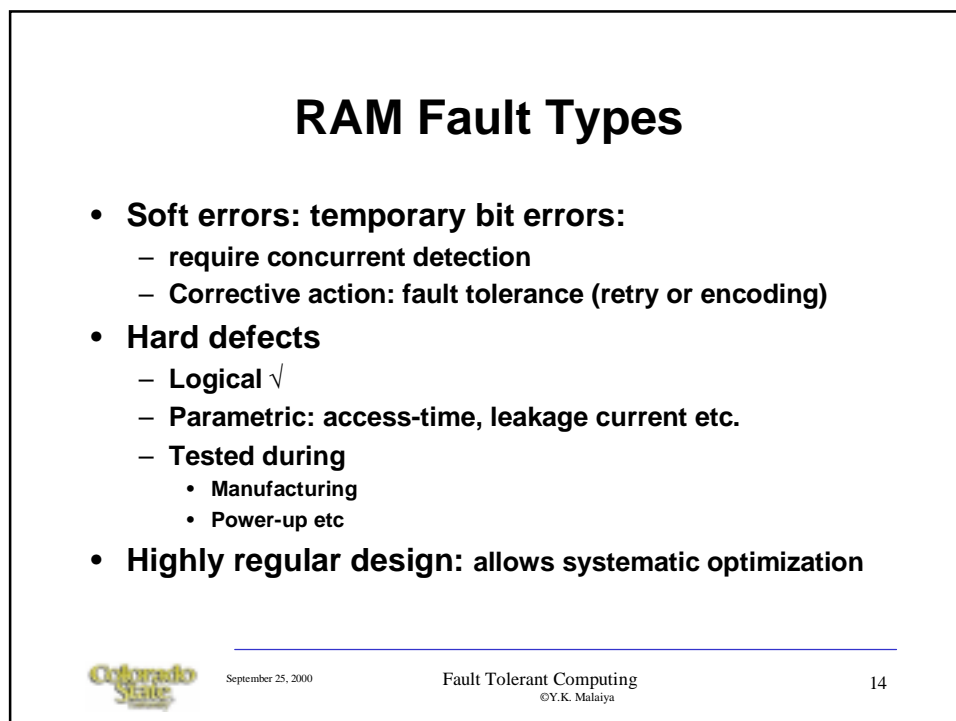 RAM Fault Types
• Soft errors: temporary bit errors:
– require concurrent detection
– Corrective action: fault tolerance (retry or encoding)
• Hard defects
– Logical √
– Parametric: access-time, leakage current etc.
– Tested during
• Manufacturing
• Power-up etc
• Highly regular design: allows systematic optimization
Colorado
State
University
September 25, 2000
Fault Tolerant Computing
©Y.K. Malaiya
14